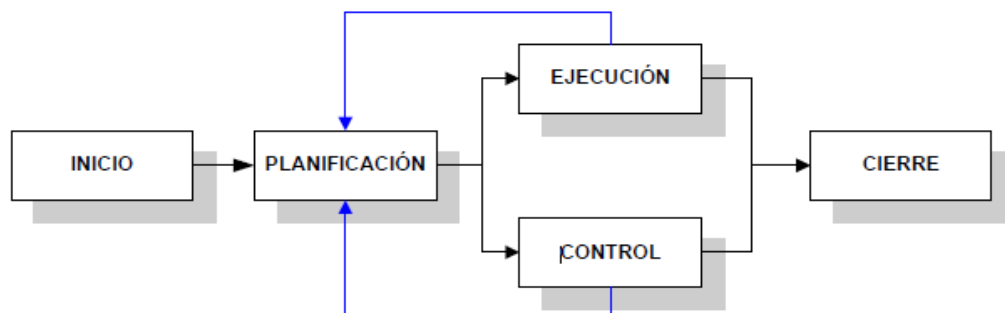 EJECUCIÓN
INICIO
PLANIFICACIÓN
CIERRE
CONTROL